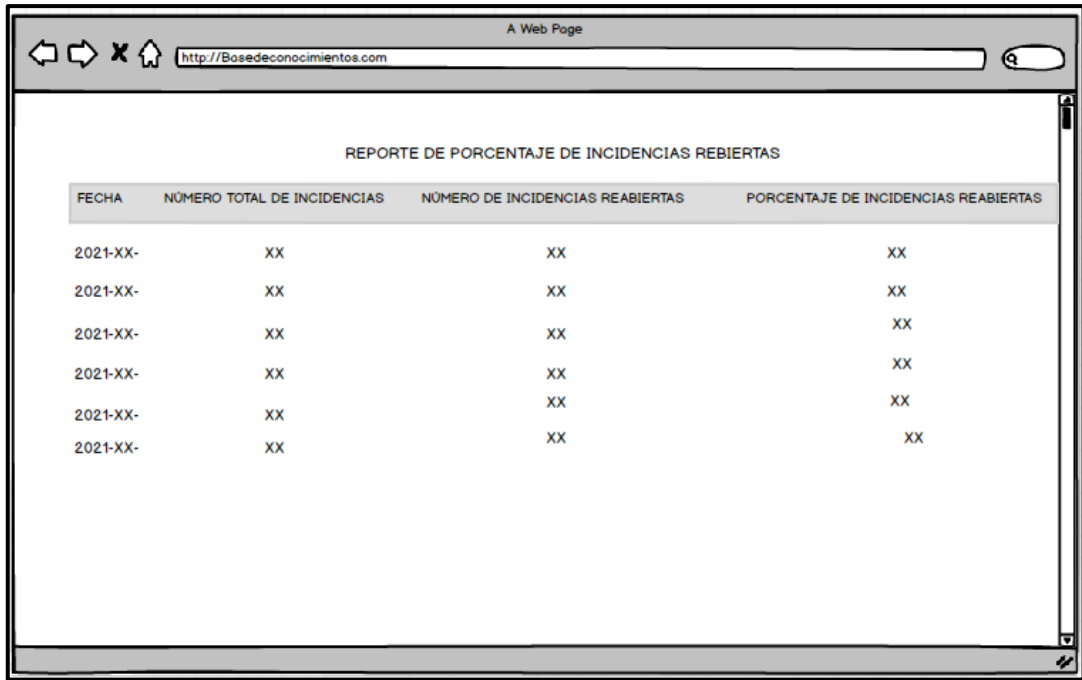 A Web Page
http://Basedeconocimientos.com
REPORTE DE PORCENTAJE DE INCIDENCIAS REBIERTAS
FECHA NÚMERO TOTAL DE INCIDENCIAS NÚMERO DE INCIDENCIAS REABIERTAS PORCENTAJE DE INCIDENCIAS REABIERTAS
2021-XX- XX XX XX
2021-XX- XX XX XX
2021-XX- XX XX XX
2021-XX- XX XX XX
2021-XX- XX XX XX
2021-XX- XX XX XX